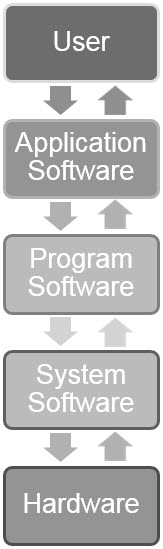 User
Application
Software
Program
Software
System
Software
Hardware